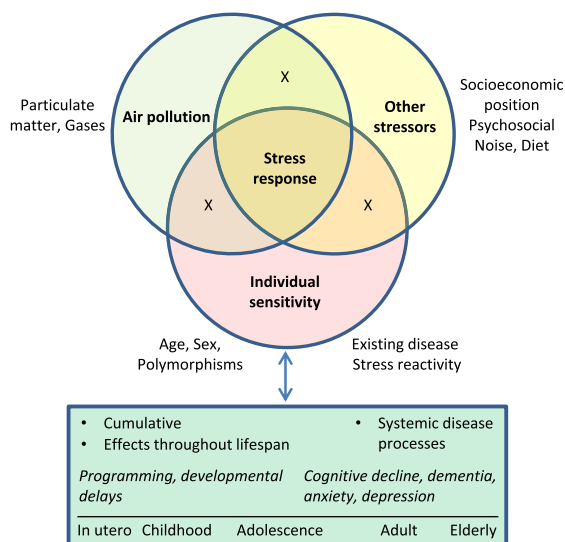 X
Particulate
matter, Gases
Air pollution
Other
stressors
Socioeconomic
position
Psychosocial
Noise, Diet
Stress
response
X
X
Individual
sensitivity
Age, Sex,
Polymorphisms
Existing disease
Stress reactivity
• Cumulative
• Effects throughout lifespan
• Systemic disease
processes
Programming, developmental
delays
Cognitive decline, dementia,
anxiety, depression
In utero Childhood Adolescence Adult Elderly